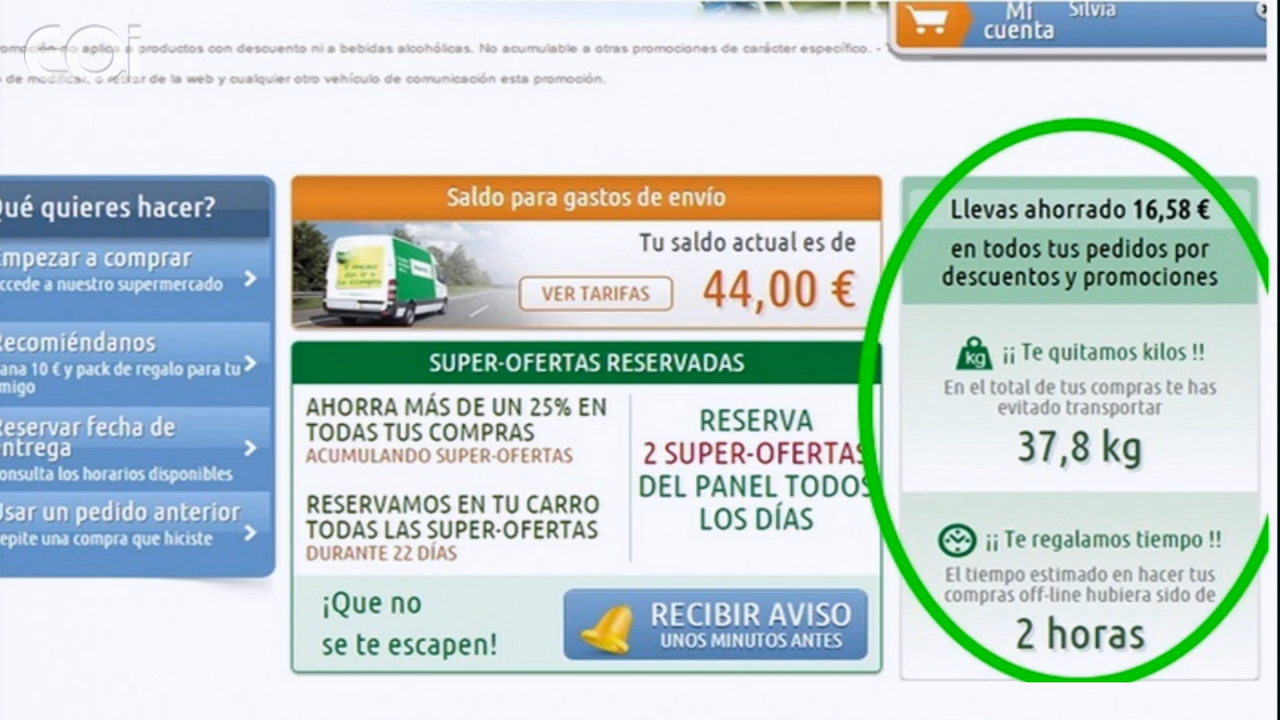 eoi
Mi
cuenta
Silvia
no aplica a productos con descuento ni a bebidas alcohólicas. No acumulable a otras promociones de carácter específico. -
de modificar, o retirar de la web y cualquier otro vehículo de comunicación esta promoción.
ué quieres hacer?
mpezar a comprar
ccede a nuestro supermercado
ecomiéndanos
ana 10 € y pack de regalo para tu
migo
eservar fecha de
ntrega
onsulta los horarios disponibles
sar un pedido anterior
epite una compra que hiciste
Saldo para gastos de envío
Tu saldo actual es de
VER TARIFAS
44,00 €
SUPER-OFERTAS RESERVADAS
AHORRA MÁS DE UN 25% EN
TODAS TUS COMPRAS
ACUMULANDO SUPER-OFERTAS
RESERVAMOS EN TU CARRO
TODAS LAS SUPER-OFERTAS
DURANTE 22 DÍAS
RESERVA
2 SUPER-OFERTAS
DEL PANEL TODOS
LOS DÍAS
¡Que no
se te escapen!
RECIBIR AVISO
UNOS MINUTOS ANTES
Llevas ahorrado 16,58 €
en todos tus pedidos por
descuentos y promociones
kg
¡¡ Te quitamos kilos !!
En el total de tus compras te has
evitado transportar
37,8 kg
¡¡ Te regalamos tiempo !!
El tiempo estimado en hacer tus
compras off-line hubiera sido de
2 horas